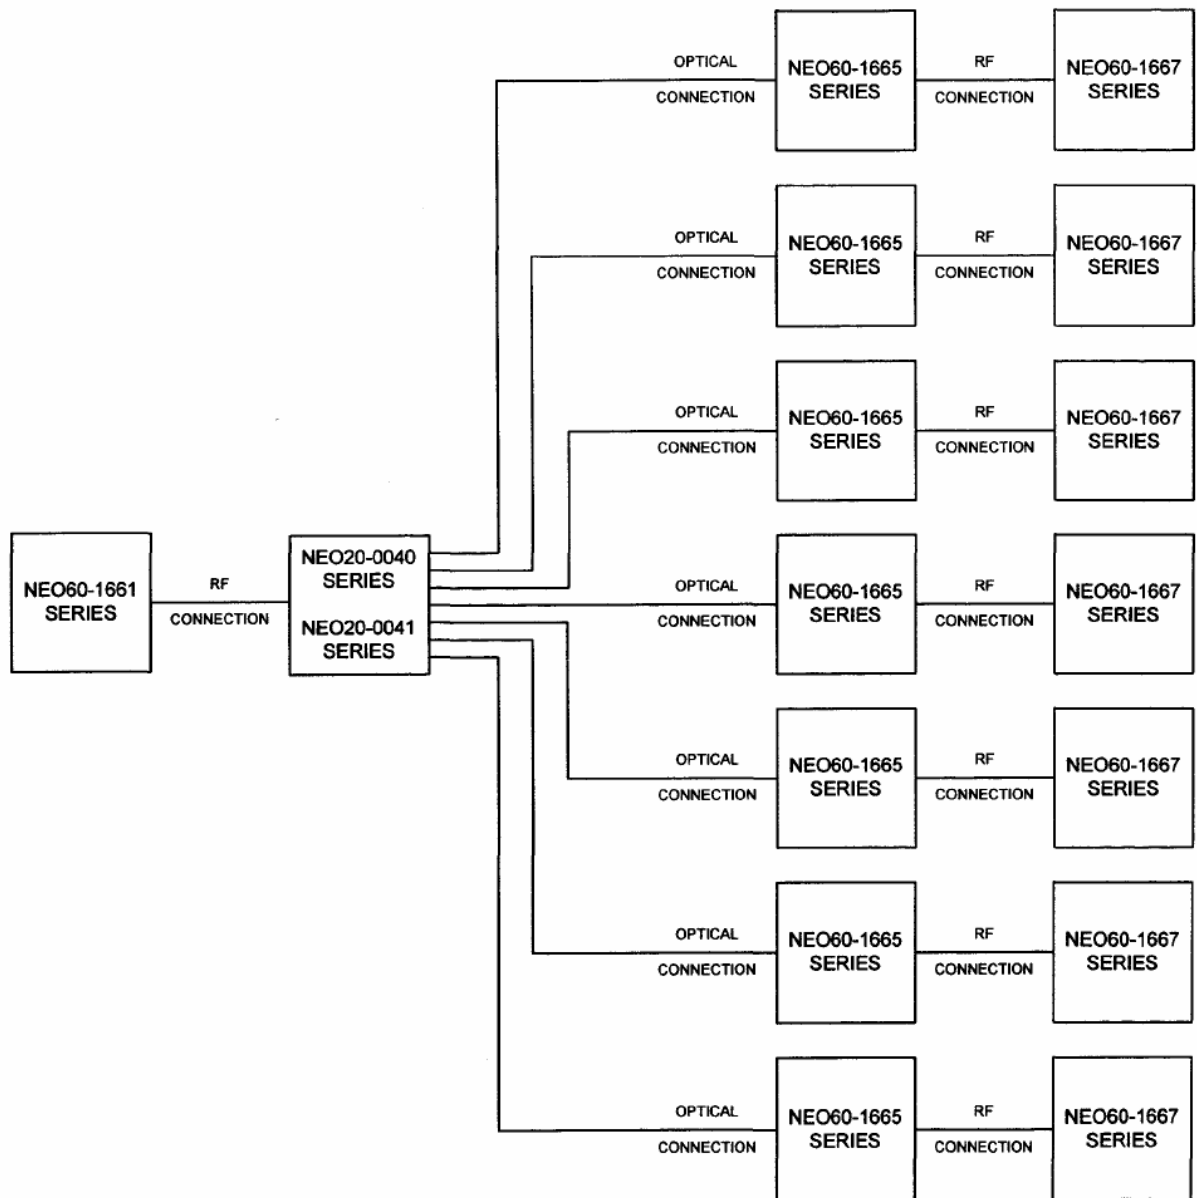 OPTICAL
CONNECTION
NEO60-1665
SERIES
RF
CONNECTION
NEO60-1667
SERIES
OPTICAL
CONNECTION
NEO60-1665
SERIES
RF
CONNECTION
NEO60-1667
SERIES
OPTICAL
CONNECTION
NEO60-1665
SERIES
RF
CONNECTION
NEO60-1667
SERIES
NEO60-1661
SERIES
RF
CONNECTION
NEO20-0040
SERIES
NEO20-0041
SERIES
OPTICAL
CONNECTION
NEO60-1665
SERIES
RF
CONNECTION
NEO60-1667
SERIES
OPTICAL
CONNECTION
NEO60-1665
SERIES
RF
CONNECTION
NEO60-1667
SERIES
OPTICAL
CONNECTION
NEO60-1665
SERIES
RF
CONNECTION
NEO60-1667
SERIES
OPTICAL
CONNECTION
NEO60-1665
SERIES
RF
CONNECTION
NEO60-1667
SERIES